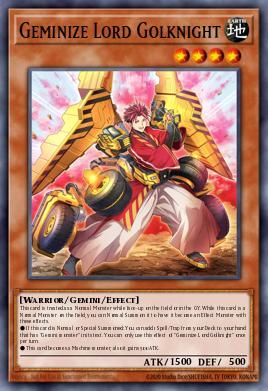 Geminize Lord Golknight
EARTH
地
[Warrior/Gemini/Effect]
This card is treated as a Normal Monster while face-up on the field or in the GY. While this card is a
Normal Monster on the field, you can Normal Summon it to have it become an Effect Monster with
these effects.
● If this card is Normal or Special Summoned: You can add 1 Spell/Trap from your Deck to your hand
that has "Gemini monster" in its text. You can only use this effect of "Geminize Lord Golknight" once
per turn.
● This card becomes a Machine monster, also it gains
ATK/1500 DEF/ 500